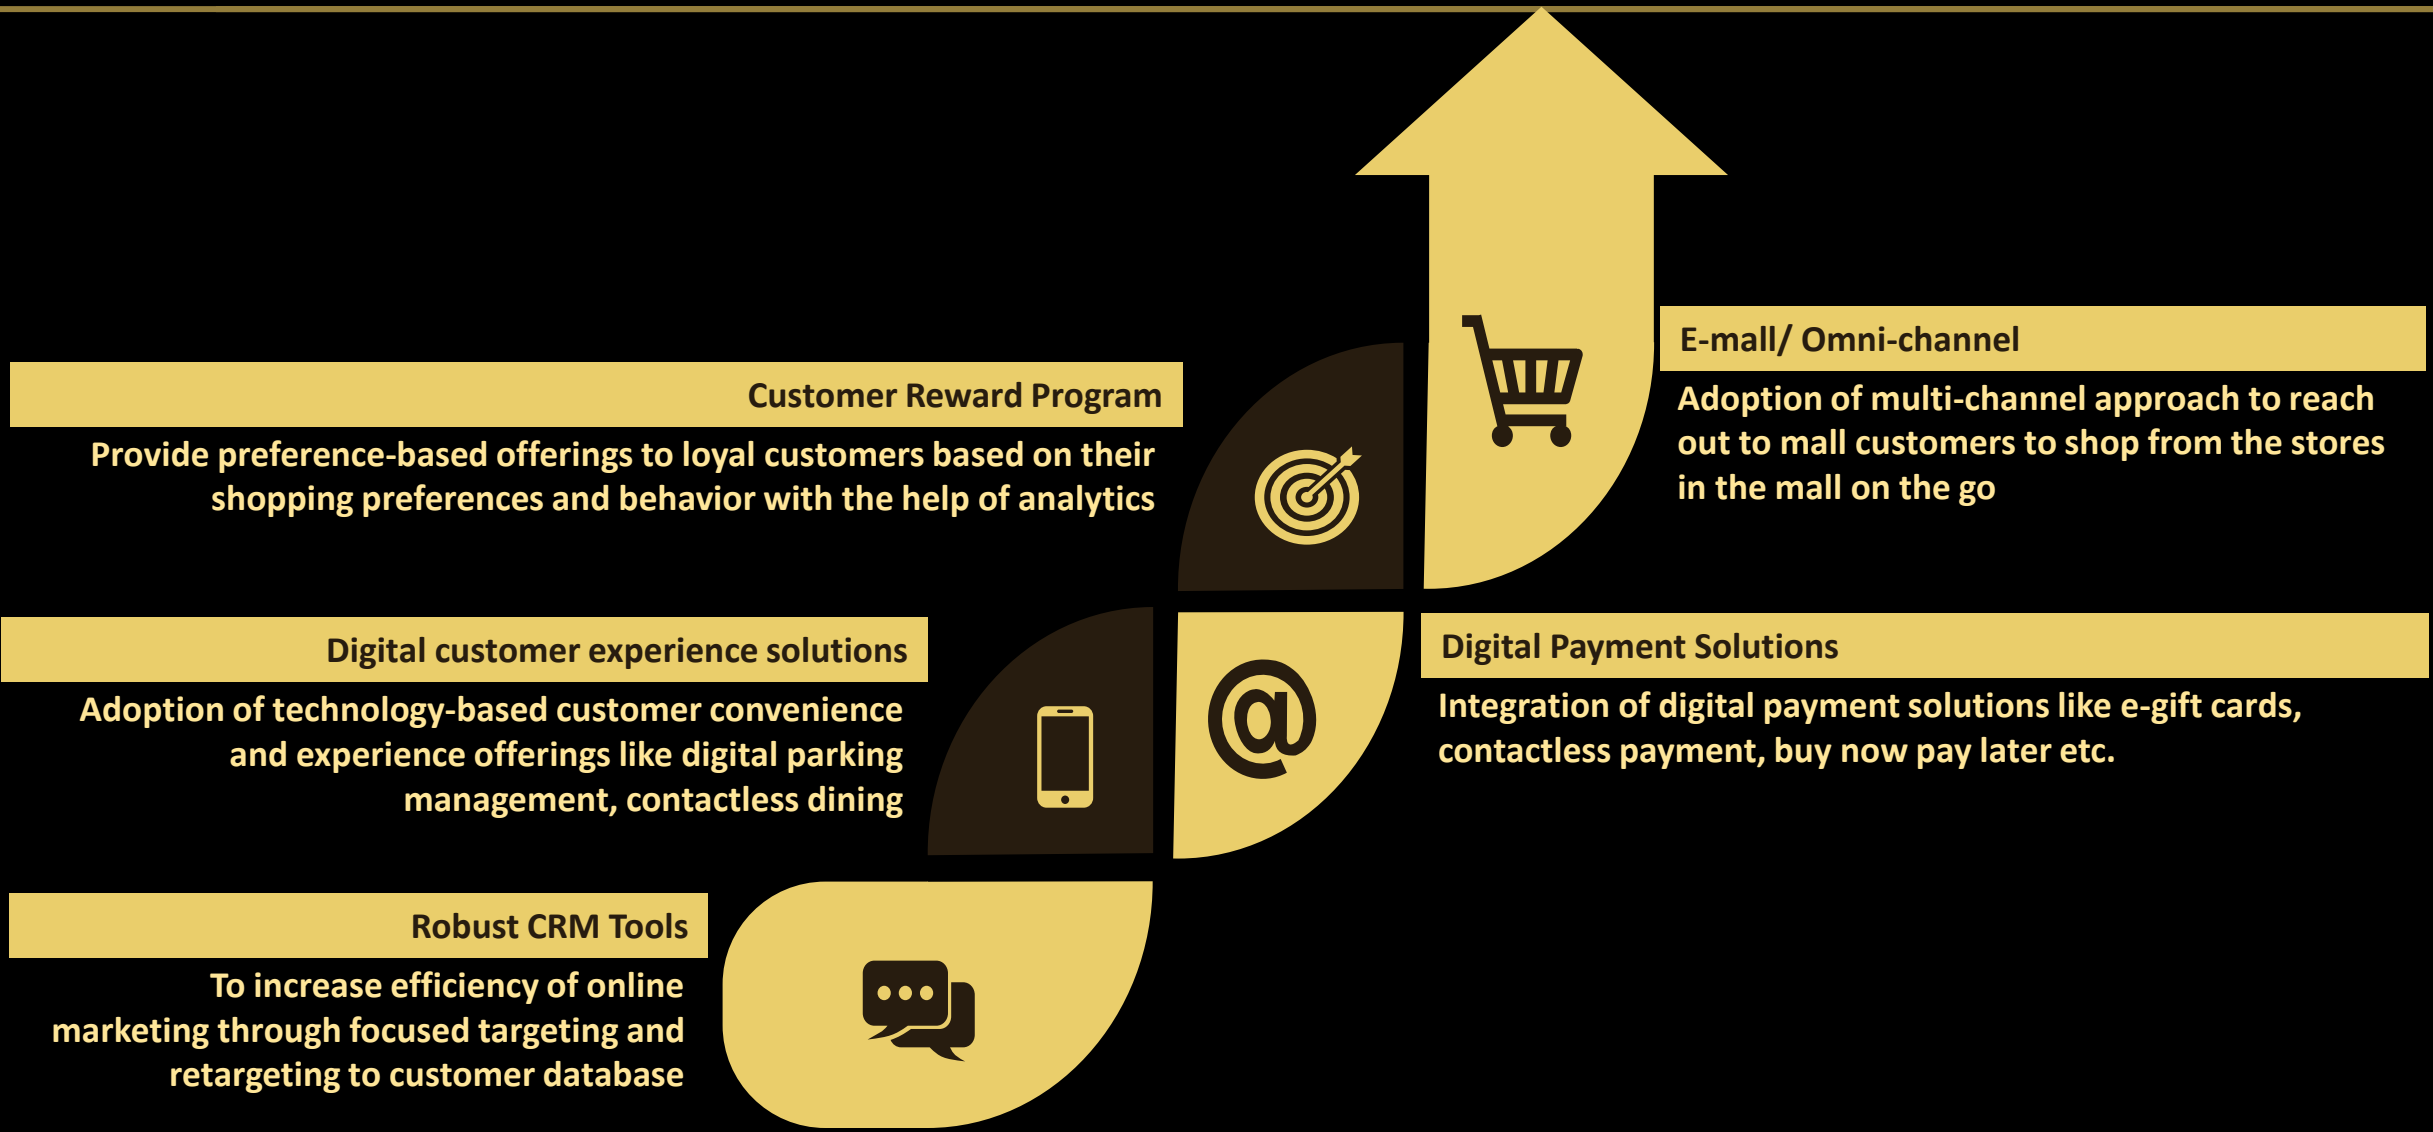 E-mall/ Omni-channel
Adoption of multi-channel approach to reach
out to mall customers to shop from the stores
in the mall on the go
Customer Reward Program
Provide preference-based offerings to loyal customers based on their
shopping preferences and behavior with the help of analytics
Digital customer experience solutions
Adoption of technology-based customer convenience
and experience offerings like digital parking
management, contactless dining
Digital Payment Solutions
Integration of digital payment solutions like e-gift cards,
contactless payment, buy now pay later etc.
Robust CRM Tools
To increase efficiency of online
marketing through focused targeting and
retargeting to customer database